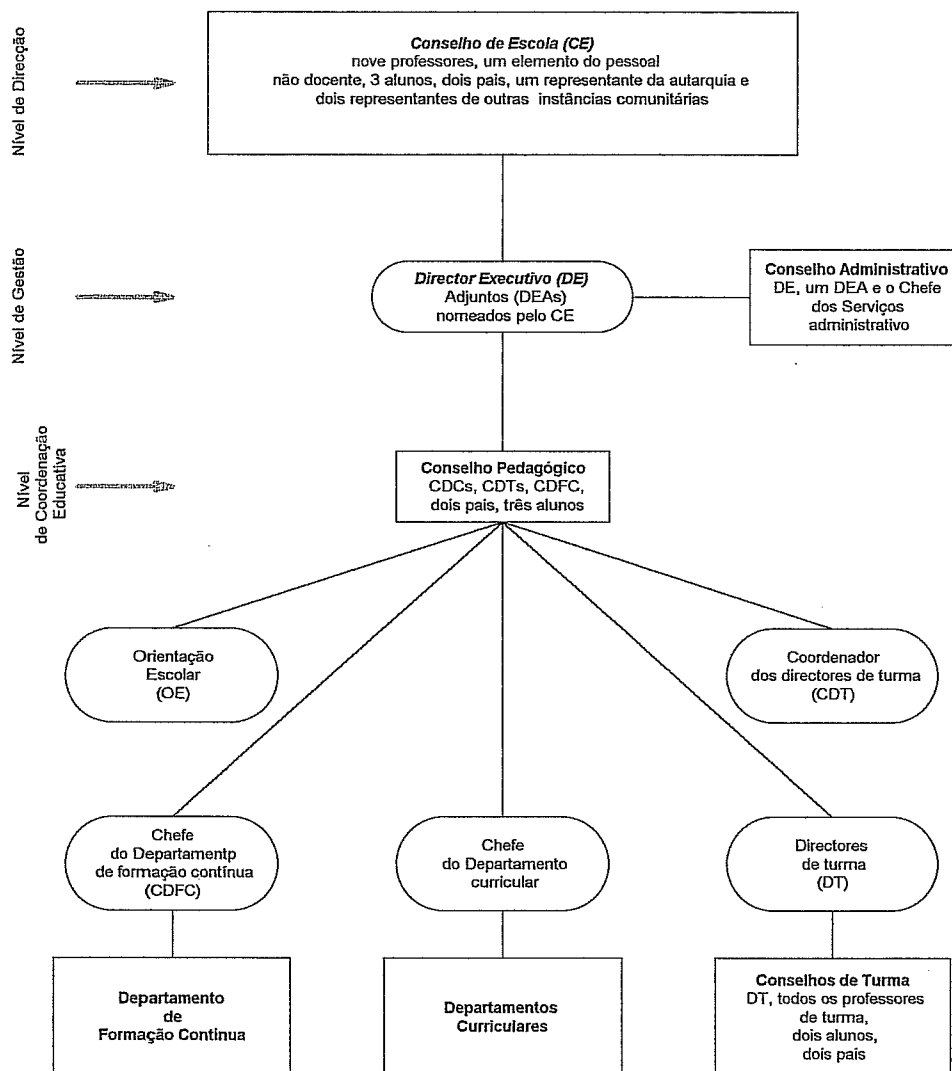 Nível de Direcção
Conselho de Escola (CE)
nove professores, um elemento do pessoal
não docente, 3 alunos, dois pais, um representante da autarquia e
dois representantes de outras instâncias comunitárias
Nível de Gestão
Director Executivo (DE)
Adjuntos (DEAs)
nomeados pelo CE
Conselho Administrativo
DE, um DEA e o Chefe
dos Serviços
administrativo
Nível
de Coordenação
Educativa
Conselho Pedagógico
CDCs, CDTs, CDFC,
dois pais, três alunos
Orientação
Escolar
(OE)
Coordenador
dos directores de turma
(CDT)
Chefe
do Departamentp
de formação contínua
(CDFC)
Chefe
do Departamento
curricular
Directores
de turma
(DT)
Departamento
de
Formação Contínua
Departamentos
Curriculares
Conselhos de Turma
DT, todos os professores
de turma,
dois alunos,
dois pais